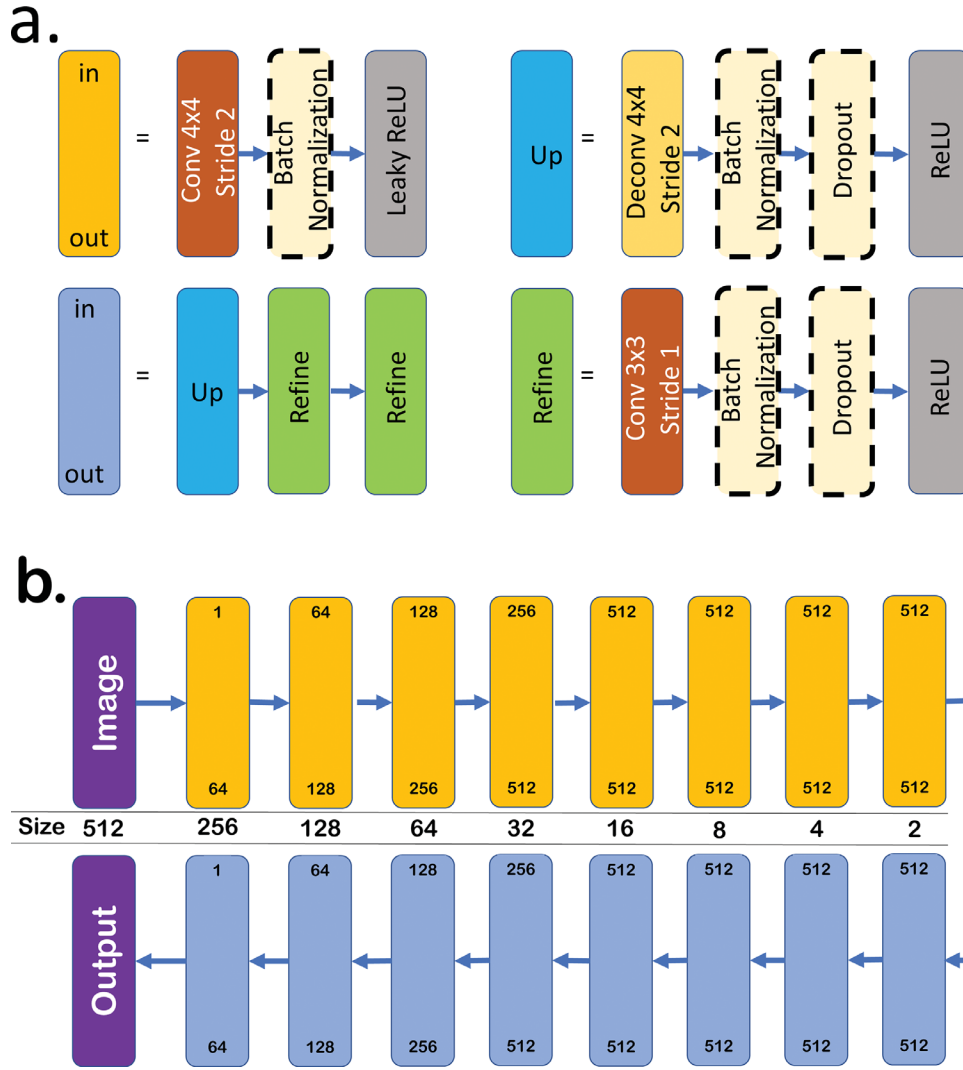 a.
in
out
=
Conv 4x4
Stride 2
Batch
Normalization
Leaky ReLU
Up
=
Deconv 4x4
Stride 2
Batch
Normalization
Dropout
ReLU
in
out
=
Up
Refine
Refine
Refine
=
Conv 3x3
Stride 1
Batch
Normalization
Dropout
ReLU
b.
Image
1 64 128 256 512 512 512 512
64 128 256 512 512 512 512 512
Size 512 256 128 64 32 16 8 4 2
Output
1 64 128 256 512 512 512 512
64 128 256 512 512 512 512 512